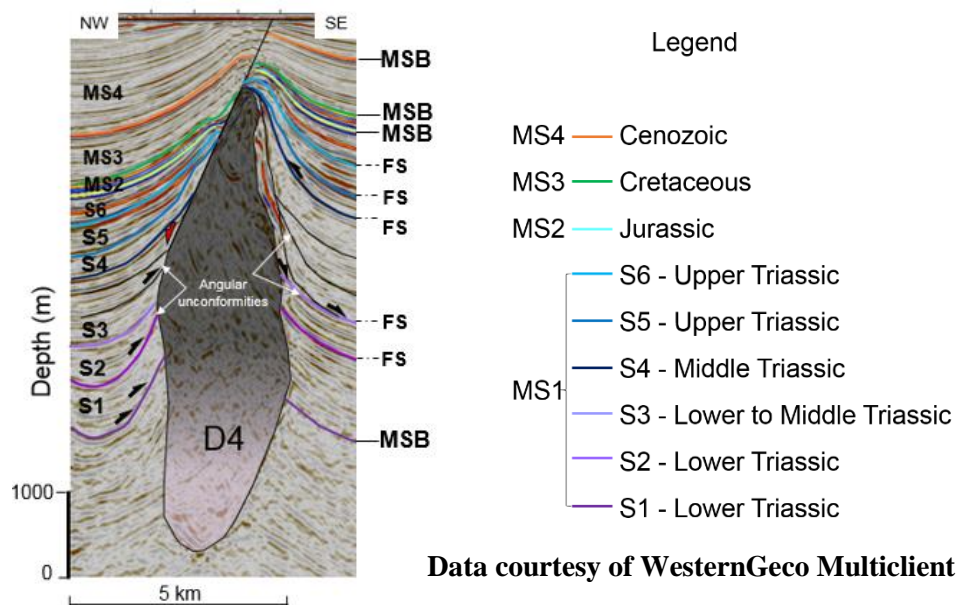 NW
SE
MSB
MS4
MSB
MSB
MS3
FS
MS2
S6
FS
S5
FS
S4
Angular
unconformities
S3
FS
S2
FS
S1
D4
MSB
Depth (m)
1000
0
5 km
Legend
MS4 Cenozoic
MS3 Cretaceous
MS2 Jurassic
S6 - Upper Triassic
S5 - Upper Triassic
S4 - Middle Triassic
MS1
S3 - Lower to Middle Triassic
S2 - Lower Triassic
S1 - Lower Triassic
Data courtesy of WesternGeco Multiclient